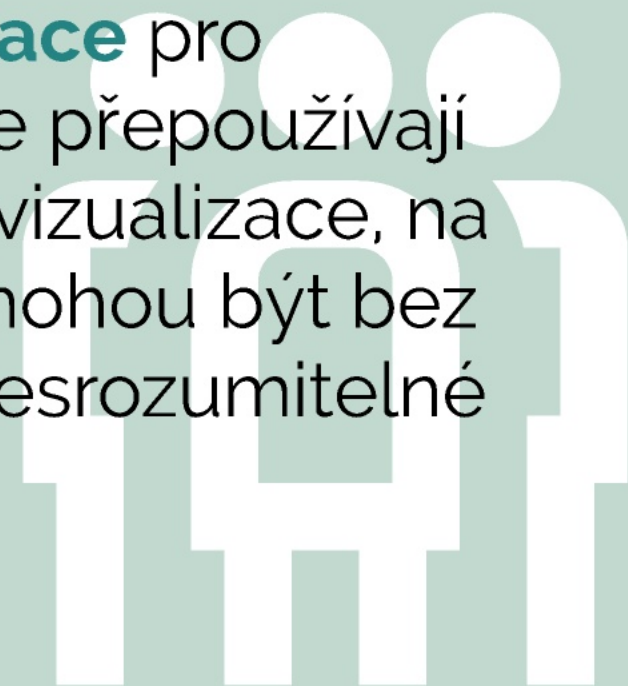 ace pro
e přepoužívají
vizualizace, na
nohou být bez
esrozumitelné